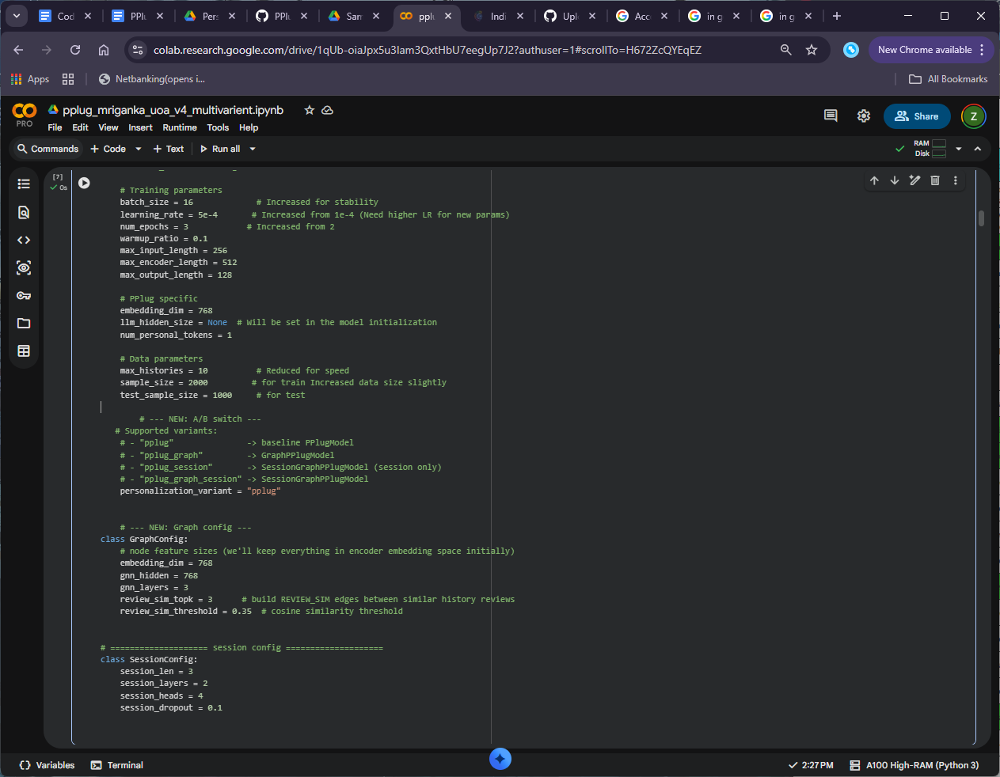 Cod
PPlu
Pers
PPlu
Sam
pplu
Indi
Uplo
Acco
in g
in g
colab.research.google.com/drive/1qUb-oiaJpx5u3lam3QxtHbU7eegUp7J2?authuser=1#scrollTo=H672ZcQYEqEZ
New Chrome available
Apps
Netbanking(opens i...
All Bookmarks
PRO
pplug_mriganka_uoa_v4_multivarient.ipynb
File Edit View Insert Runtime Tools Help
Share
Z
Commands + Code + Text Run all
RAM
Disk
[7]
0s
# Training parameters
batch_size = 16 # Increased for stability
learning_rate = 5e-4 # Increased from 1e-4 (Need higher LR for new params)
num_epochs = 3 # Increased from 2
warmup_ratio = 0.1
max_input_length = 256
max_encoder_length = 512
max_output_length = 128
# PPlug specific
embedding_dim = 768
llm_hidden_size = None # Will be set in the model initialization
num_personal_tokens = 1
# Data parameters
max_histories = 10 # Reduced for speed
sample_size = 2000 # for train Increased data size slightly
test_sample_size = 1000 # for test
# --- NEW: A/B switch ---
# Supported variants:
# - "pplug" -> baseline PPlugModel
# - "pplug_graph" -> GraphPPlugModel
# - "pplug_session" -> SessionGraphPPlugModel (session only)
# - "pplug_graph_session" -> SessionGraphPPlugModel
personalization_variant = "pplug"
# --- NEW: Graph config ---
class GraphConfig:
# node feature sizes (we'll keep everything in encoder embedding space initially)
embedding_dim = 768
gnn_hidden = 768
gnn_layers = 3
review_sim_topk = 3 # build REVIEW_SIM edges between similar history reviews
review_sim_threshold = 0.35 # cosine similarity threshold
# ==================== session config ====================
class SessionConfig:
session_len = 3
session_layers = 2
session_heads = 4
session_dropout = 0.1
Variables
Terminal
2:27 PM
A100 High-RAM (Python 3)